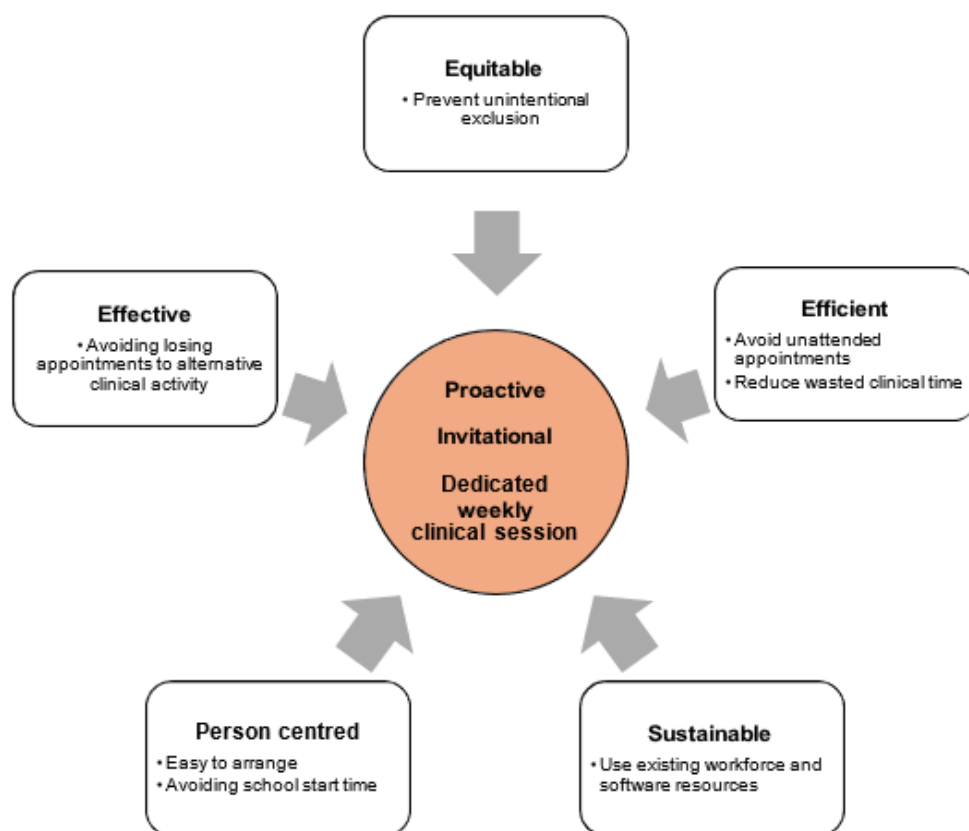 Equitable
• Prevent unintentional
exclusion
Effective
• Avoiding losing
appointments to alternative
clinical activity
Efficient
• Avoid unattended
appointments
• Reduce wasted clinical time
Proactive
Invitational
Dedicated
weekly
clinical session
Person centred
• Easy to arrange
• Avoiding school start time
Sustainable
• Use existing workforce and
software resources